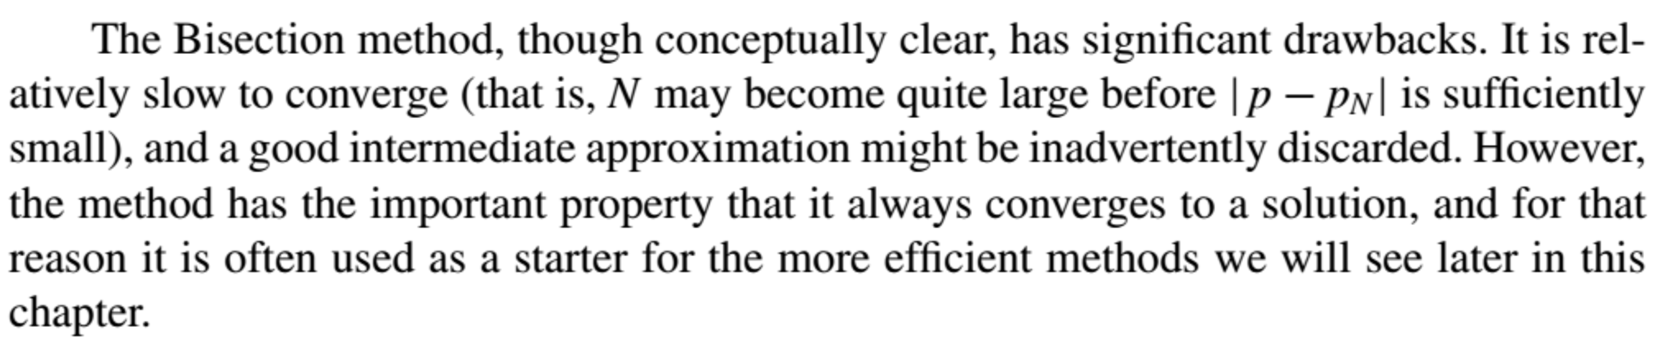 The Bisection method, though conceptually clear, has significant drawbacks. It is rel-
atively slow to converge (that is, N may become quite large before |p − pN| is sufficiently
small), and a good intermediate approximation might be inadvertently discarded. However,
the method has the important property that it always converges to a solution, and for that
reason it is often used as a starter for the more efficient methods we will see later in this
chapter.